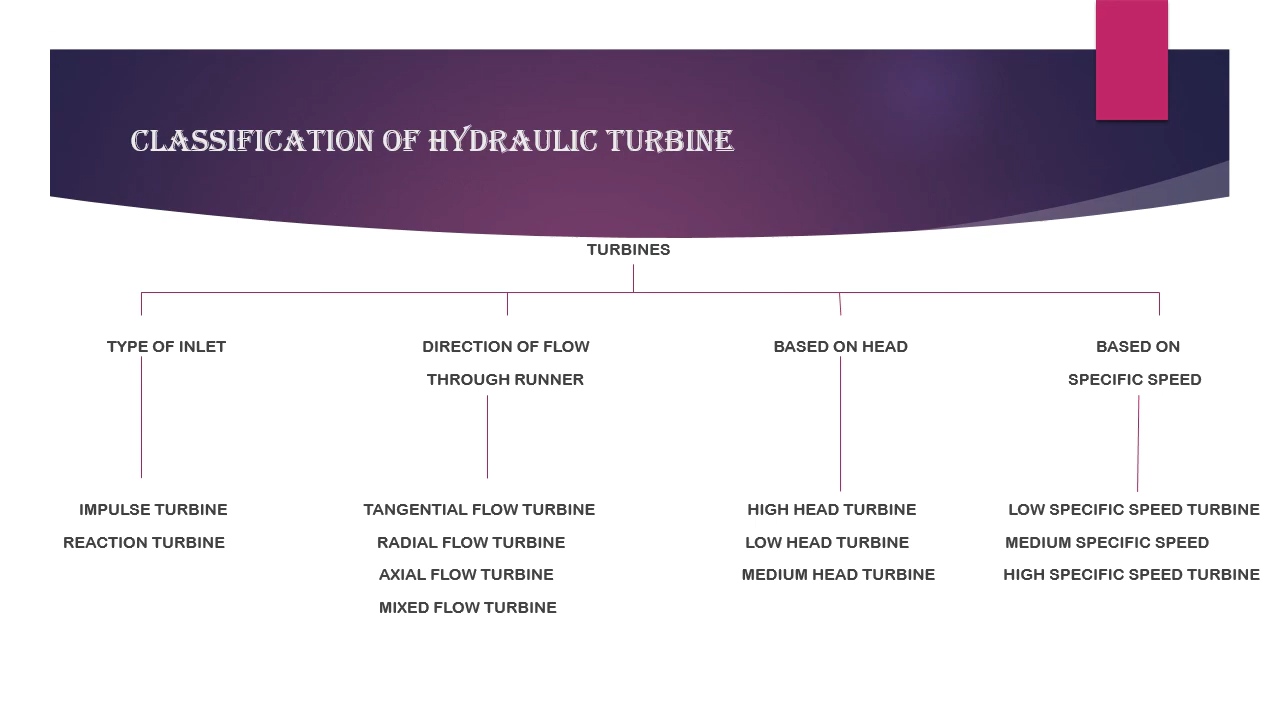 CLASSIFICATION OF HYDRAULIC TURBINE
TURBINES
TYPE OF INLET
DIRECTION OF FLOW
THROUGH RUNNER
BASED ON HEAD
BASED ON
SPECIFIC SPEED
IMPULSE TURBINE
REACTION TURBINE
TANGENTIAL FLOW TURBINE
RADIAL FLOW TURBINE
AXIAL FLOW TURBINE
MIXED FLOW TURBINE
HIGH HEAD TURBINE
LOW HEAD TURBINE
MEDIUM HEAD TURBINE
LOW SPECIFIC SPEED TURBINE
MEDIUM SPECIFIC SPEED
HIGH SPECIFIC SPEED TURBINE